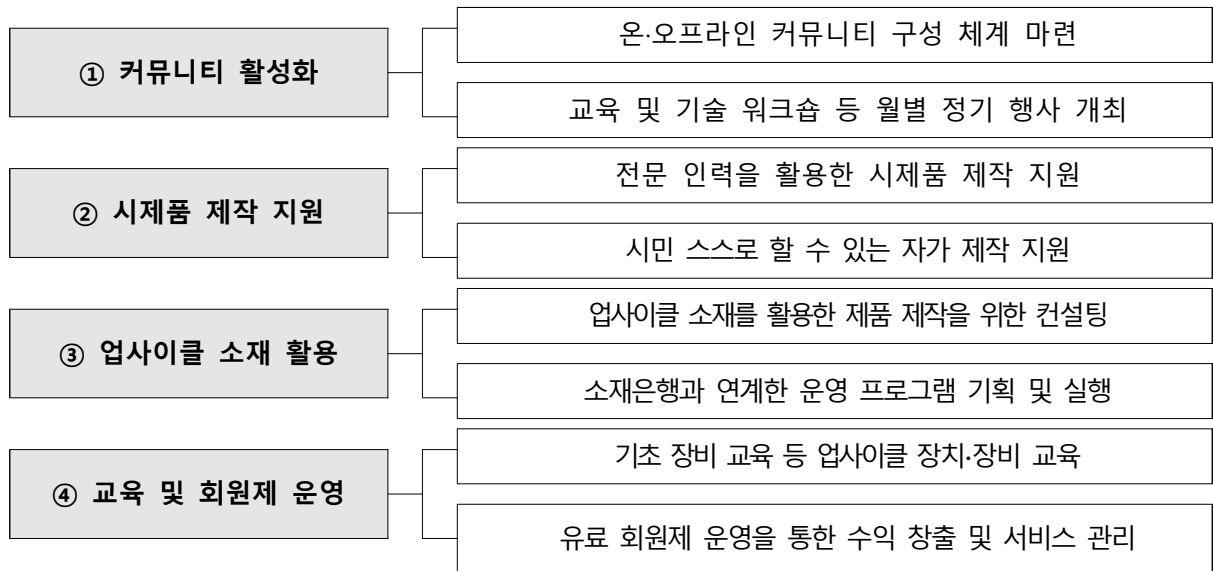 ① 커뮤니티 활성화
온·오프라인 커뮤니티 구성 체계 마련
교육 및 기술 워크숍 등 월별 정기 행사 개최
② 시제품 제작 지원
전문 인력을 활용한 시제품 제작 지원
시민 스스로 할 수 있는 자가 제작 지원
③ 업사이클 소재 활용
업사이클 소재를 활용한 제품 제작을 위한 컨설팅
소재은행과 연계한 운영 프로그램 기획 및 실행
④ 교육 및 회원제 운영
기초 장비 교육 등 업사이클 장치·장비 교육
유료 회원제 운영을 통한 수익 창출 및 서비스 관리